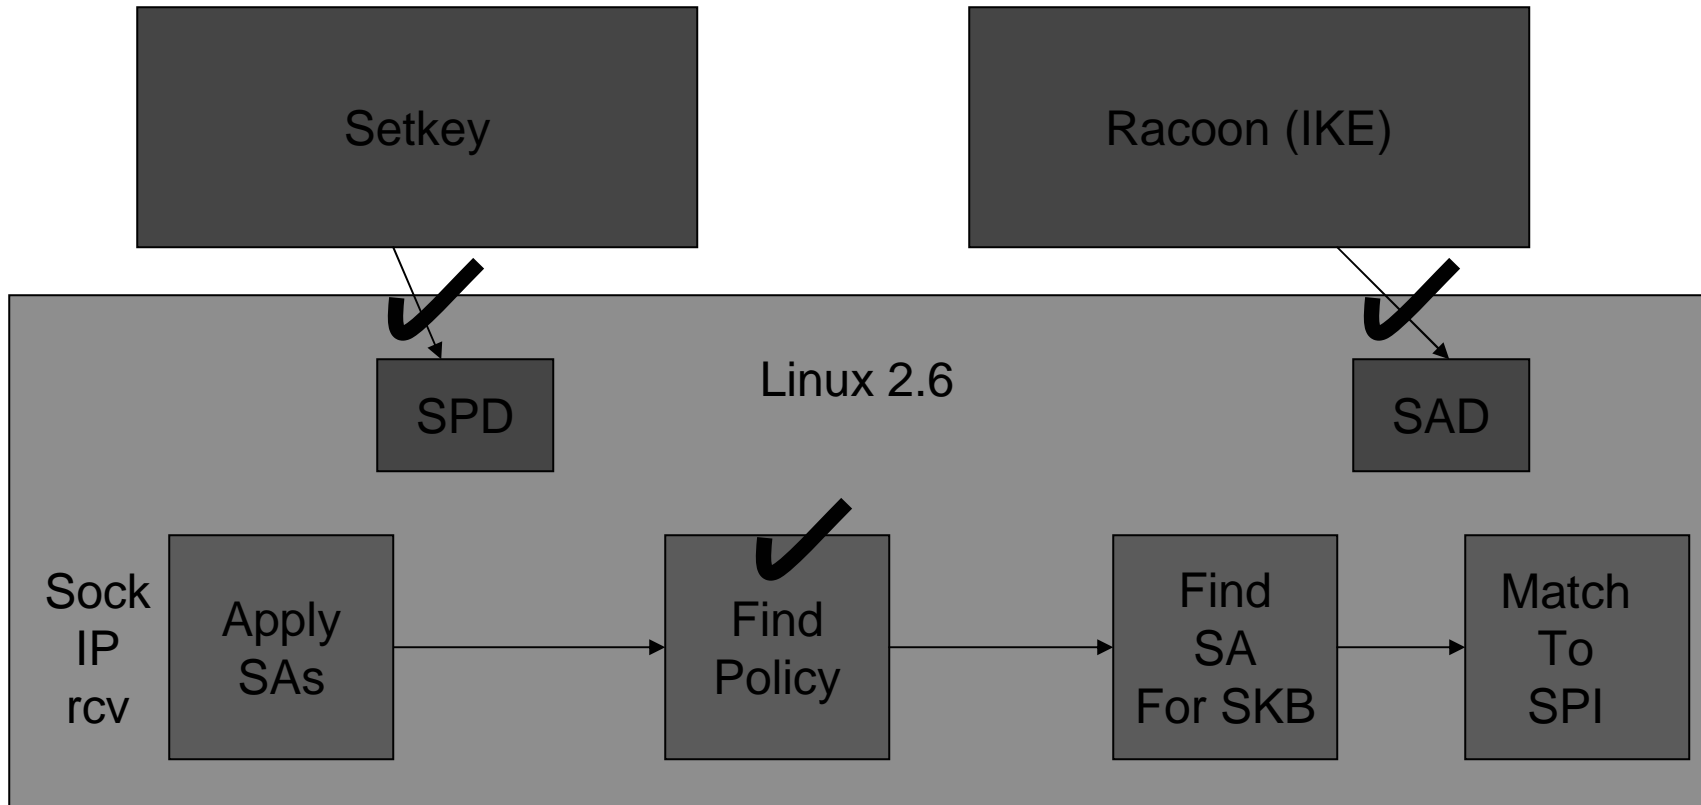 Setkey
Racoon (IKE)
Linux 2.6
SPD
SAD
Sock
IP
rcv
Apply
SAs
Find
Policy
Find
SA
For SKB
Match
To
SPI